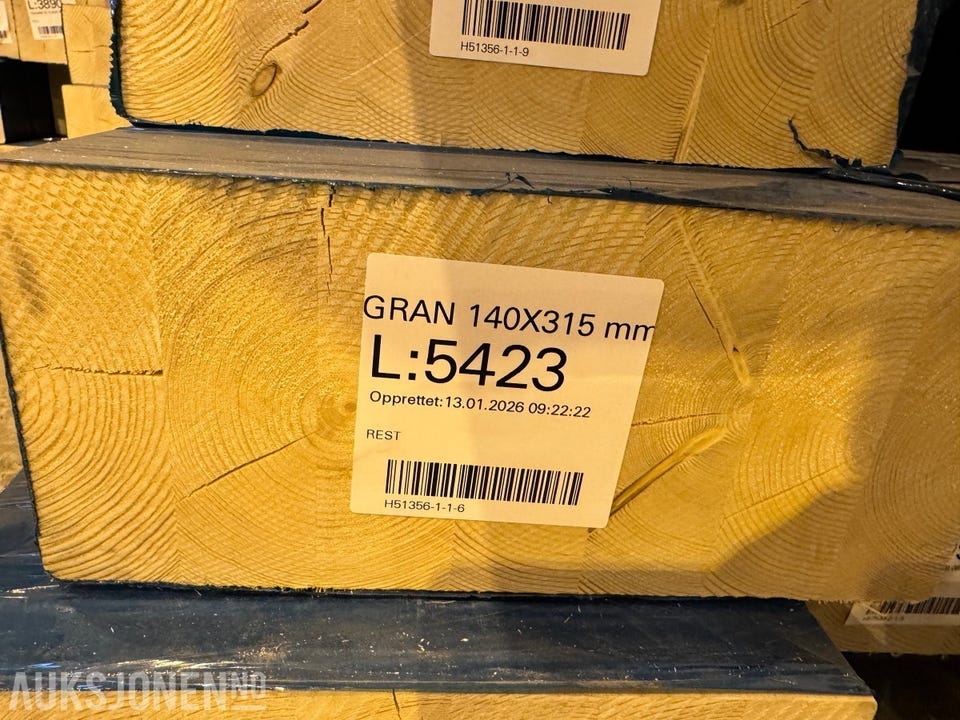 L:3890
H51356-1-1-9
GRAN 140X315 mm
L:5423
Opprettet:13.01.2026 09:22:22
REST
H51356-1-1-6
AUKSJONEN NO